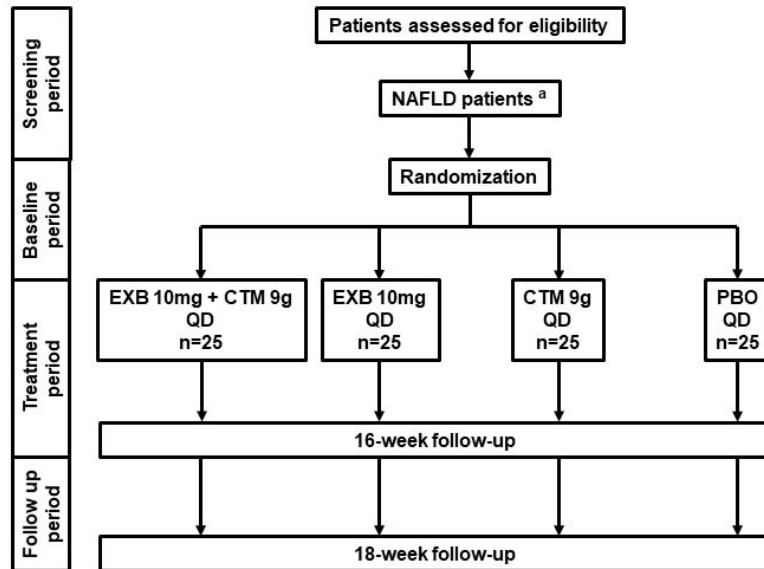 Patients assessed for eligibility
NAFLD patients a
Randomization
EXB 10mg + CTM 9g
QD
n=25
EXB 10mg
QD
n=25
CTM 9g
QD
n=25
PBO
QD
n=25
16-week follow-up
18-week follow-up
Screening
period
Baseline
period
Treatment
period
Follow up
period